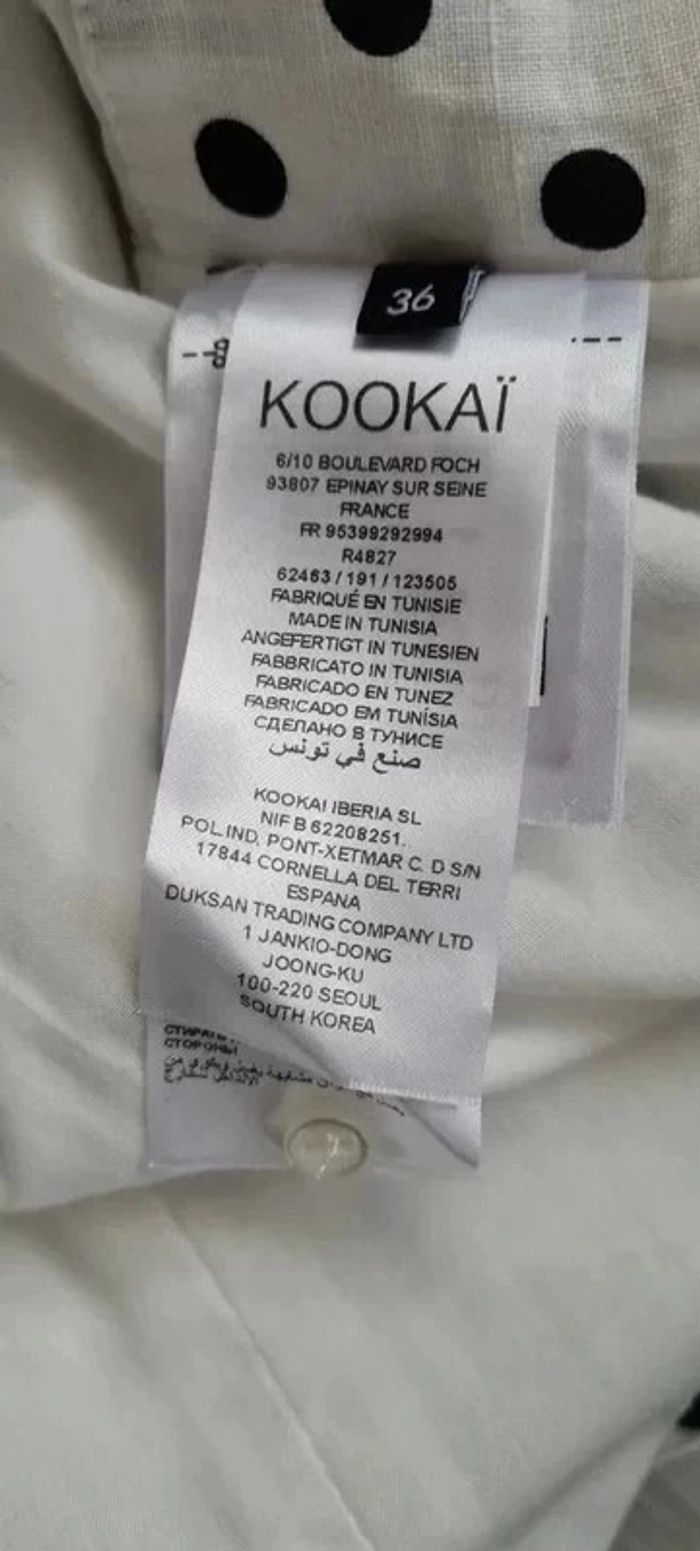 36
KOOKAÏ
6/10 BOULEVARD FOCH
93807 EPINAY SUR SEINE
FRANCE
FR 95399292994
R4827
62463 / 191 / 123505
FABRIQUÉ EN TUNISIE
MADE IN TUNISIA
ANGEFERTIGT IN TUNESIEN
FABBRICATO IN TUNISIA
FABRICADO EN TUNEZ
FABRICADO EM TUNÍSIA
СДЕЛАНО В ТУНИСЕ
صنع في تونس
KOOKAI IBERIA SL
NIF B 62208251.
POL.IND. PONT-XETMAR C. D S/N
17844 CORNELLA DEL TERRI
ESPANA
DUKSAN TRADING COMPANY LTD
1 JANKIO-DONG
JOONG-KU
100-220 SEOUL
SOUTH KOREA
СТОРОНЫ